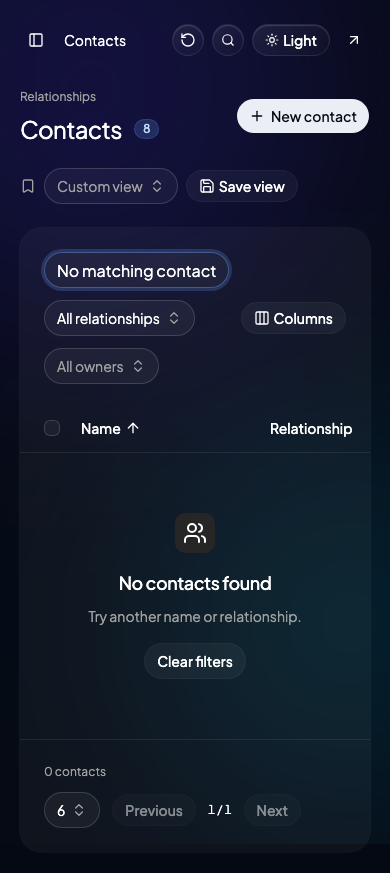 Contacts
Light
Relationships
Contacts 8
New contact
Custom view
Save view
No matching contact
All relationships
Columns
All owners
Name
Relationship
No contacts found
Try another name or relationship.
Clear filters
0 contacts
6 Previous 1/1 Next